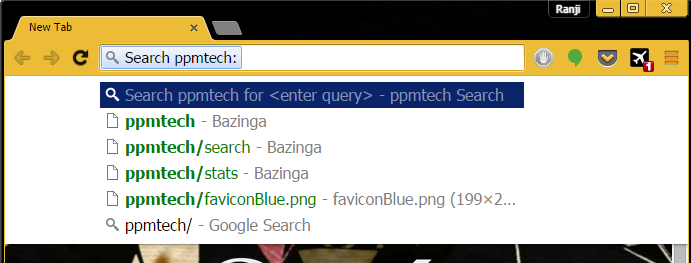 Ranji
New Tab
Search ppmtech:
1
Search ppmtech for <enter query> - ppmtech Search
ppmtech - Bazinga
ppmtech/search - Bazinga
ppmtech/stats - Bazinga
ppmtech/faviconBlue.png - faviconBlue.png (199×2...
ppmtech/ - Google Search